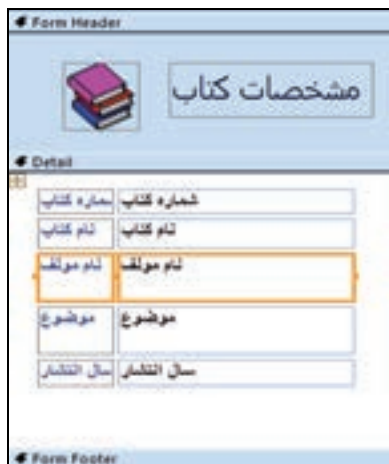 Form Header
مشخصات کتاب
Detail
شماره کتاب شماره کتاب
نام کتاب نام کتاب
نام مولف نام مولف
موضوع موضوع
سال انتشار سال انتشار
Form Footer